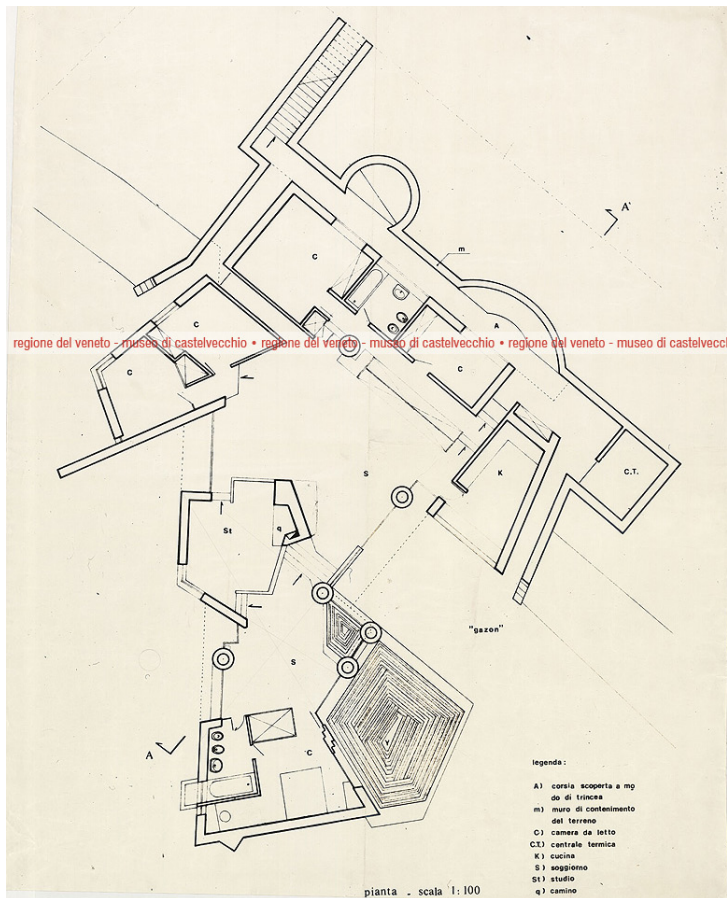 A'
m
C
C
A
regione del veneto - museo di castelvecchio • regione del veneto - museo di castelvecchio • regione del veneto - museo di castelvecc
C
C
S
K
C.T.
St
q
"gazon"
S
A
V
C
legenda :
A) corsia scoperta a mo
do di trincea
m) muro di contenimento
del terreno
C) camera da letto
C.T.) centrale termica
K) cucina
S) soggiorno
St) studio
q) camino
pianta - scala 1:100